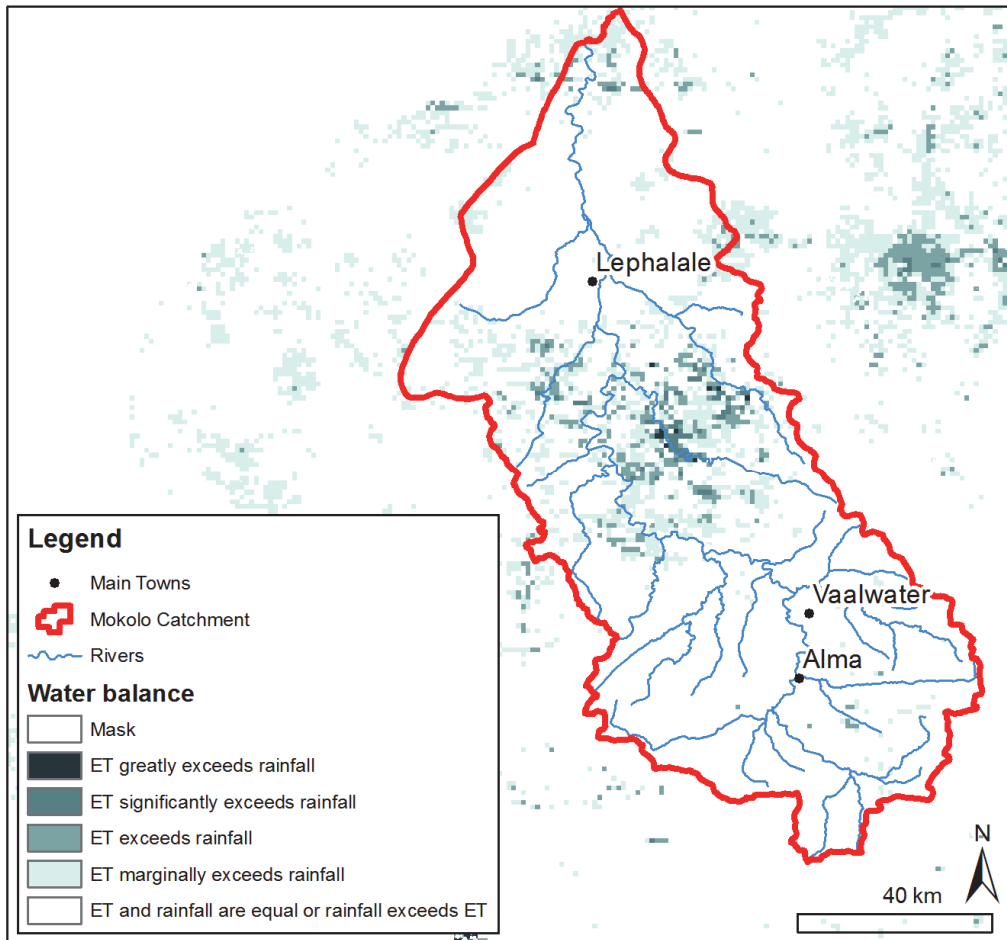 Lephalale
Vaalwater
Alma
Legend
Main Towns
Mokolo Catchment
Rivers
Water balance
Mask
ET greatly exceeds rainfall
ET significantly exceeds rainfall
ET exceeds rainfall
ET marginally exceeds rainfall
ET and rainfall are equal or rainfall exceeds ET
N
40 km